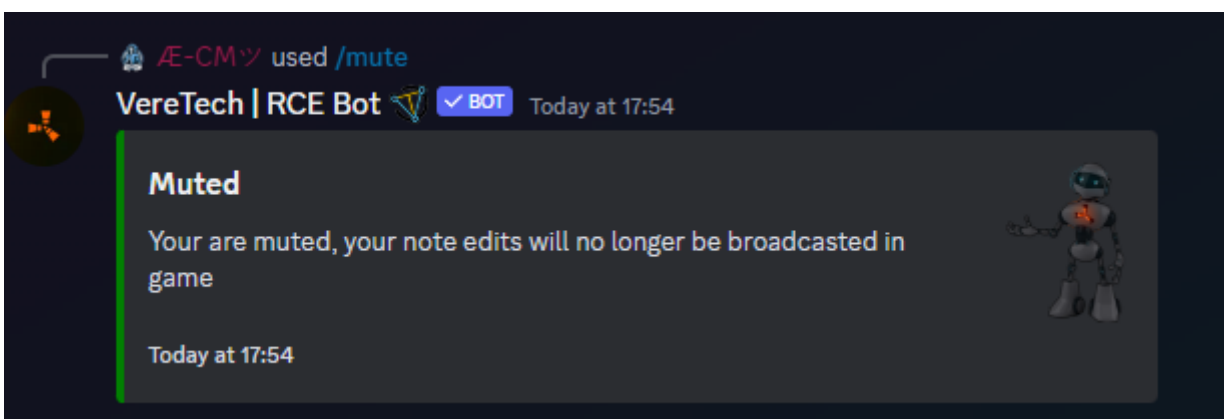 Æ-CMツ used /mute
VereTech | RCE Bot ✓ BOT Today at 17:54
Muted
Your are muted, your note edits will no longer be broadcasted in
game
Today at 17:54